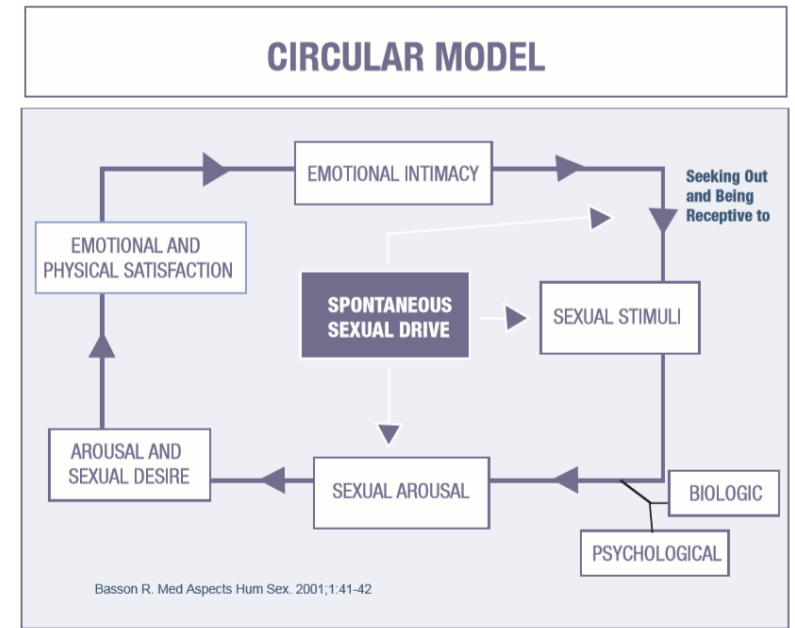 CIRCULAR MODEL
EMOTIONAL INTIMACY
Seeking Out
and Being
Receptive to
EMOTIONAL AND
PHYSICAL SATISFACTION
SPONTANEOUS
SEXUAL DRIVE
SEXUAL STIMULI
AROUSAL AND
SEXUAL DESIRE
SEXUAL AROUSAL
BIOLOGIC
PSYCHOLOGICAL
Basson R. Med Aspects Hum Sex. 2001;1:41-42